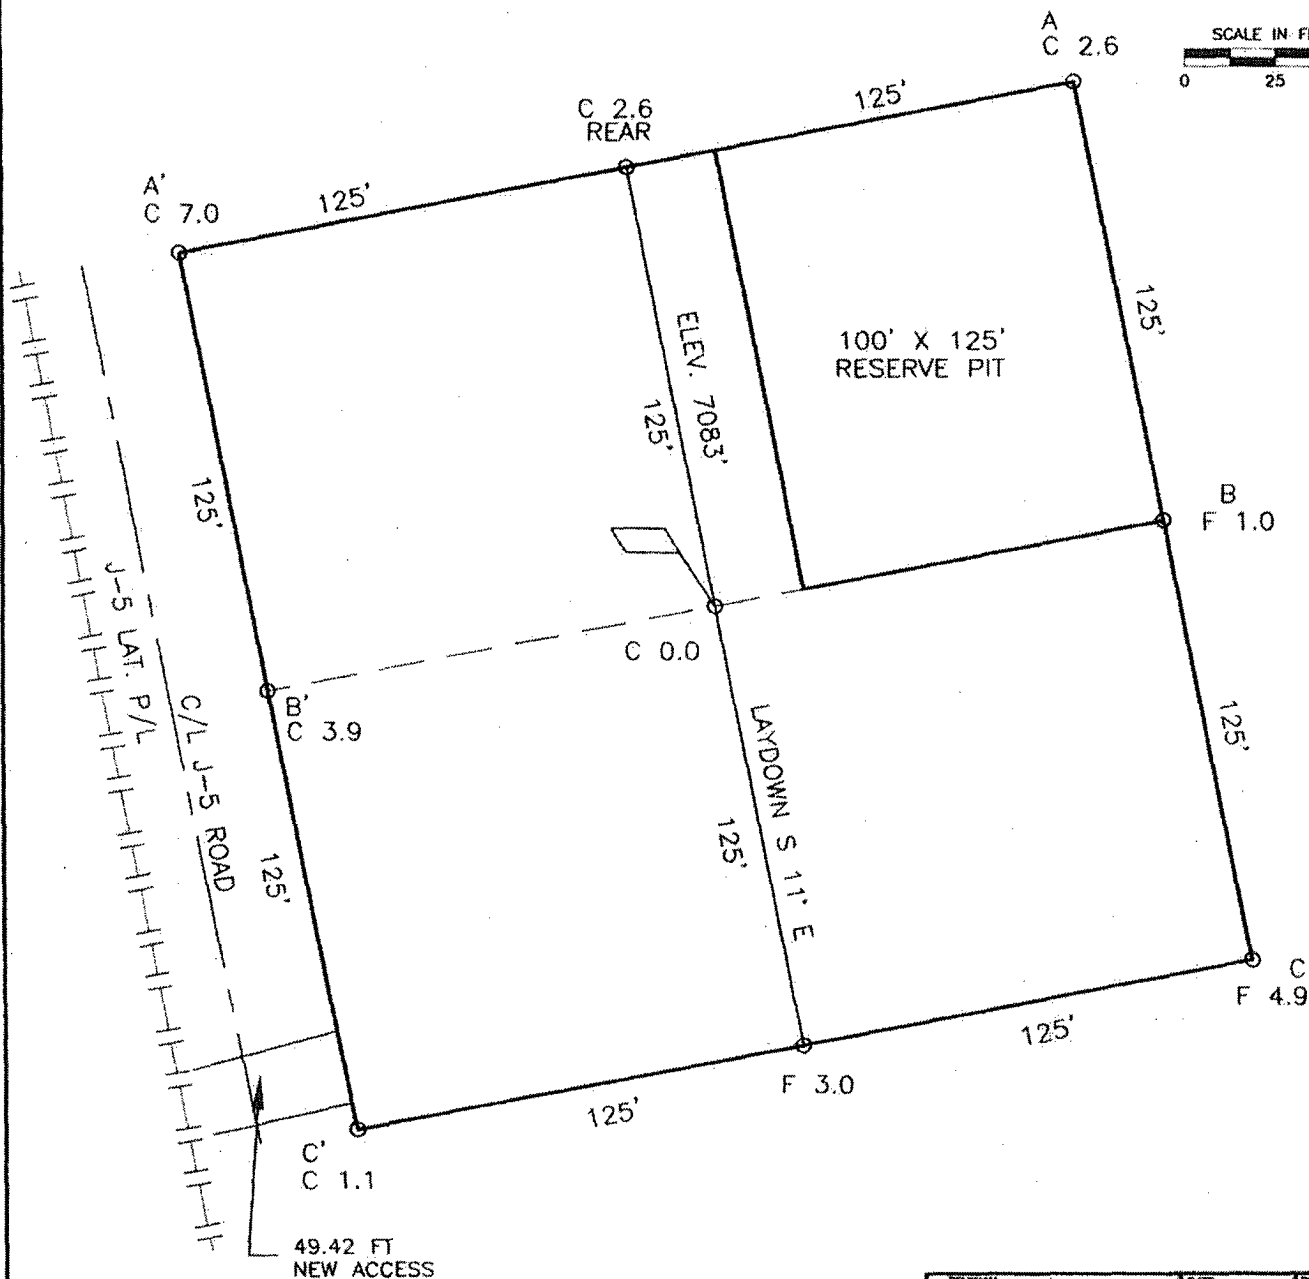 A
C 2.6
SCALE IN
0 25
125'
C 2.6
REAR
125'
A'
C 7.0
125'
ELEV. 7083'
125'
100' X 125'
RESERVE PIT
125'
B
F 1.0
C 0.0
B'
C 3.9
J-5 LAT. P/L
C/L J-5 ROAD
125'
LAYDOWN S 11° E
125'
125'
C
F 4.9
125'
F 3.0
125'
C'
C 1.1
49.42 FT
NEW ACCESS